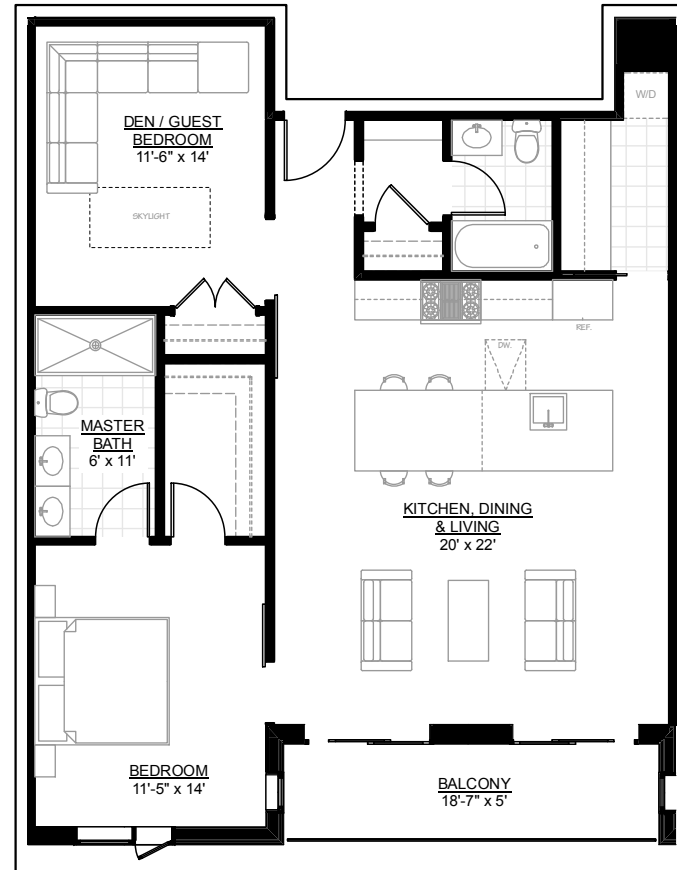 W/D
DEN / GUEST
BEDROOM
11'-6" x 14'
SKYLIGHT
REF.
DW.
MASTER
BATH
6' x 11'
KITCHEN, DINING
& LIVING
20' x 22'
BEDROOM
11'-5" x 14'
BALCONY
18'-7" x 5'